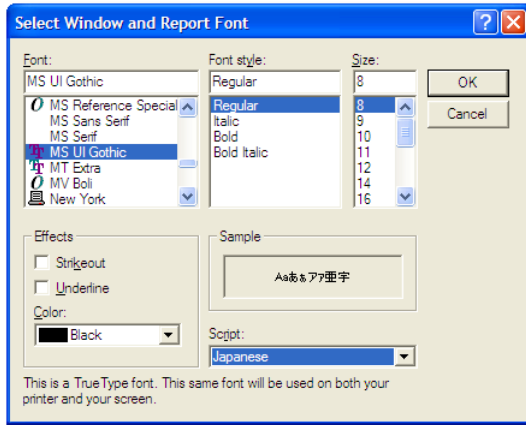 Select Window and Report Font
Font:
MS UI Gothic
MS Reference Special
MS Sans Serif
MS Serif
MS UI Gothic
MT Extra
MV Boli
New York
Font style:
Regular
Regular
Italic
Bold
Bold Italic
Size:
8
8
9
10
11
12
14
16
OK
Cancel
Effects
Strikeout
Underline
Color:
Black
Sample
Aaあぁアァ亜宇
Script:
Japanese
This is a TrueType font. This same font will be used on both your
printer and your screen.